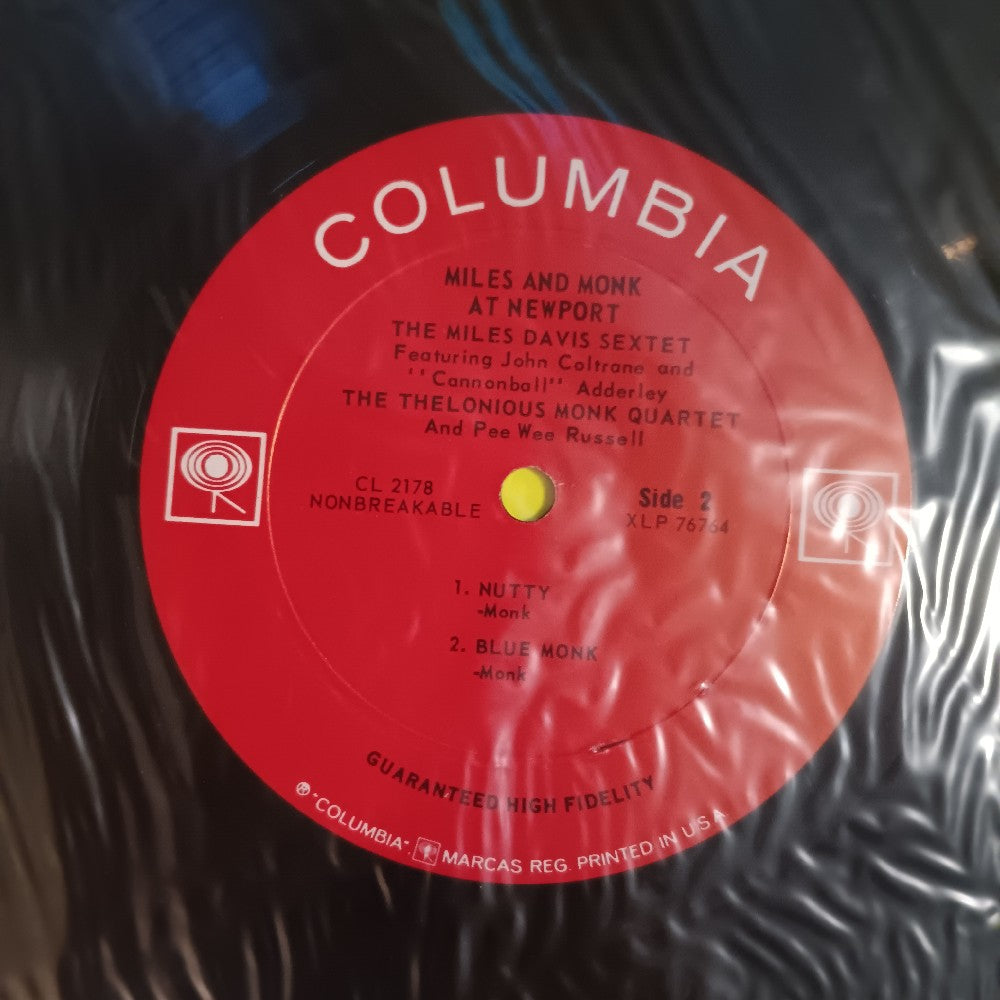 COLUMBIA
MILES AND MONK
AT NEWPORT
THE MILES DAVIS SEXTET
Featuring John Coltrane and
''Cannonball'' Adderley
THE THELONIOUS MONK QUARTET
And Pee Wee Russell
CL 2178
NONBREAKABLE
Side 2
XLP 76764
1. NUTTY
-Monk
2. BLUE MONK
-Monk
GUARANTEED HIGH FIDELITY
® "COLUMBIA". MARCAS REG. PRINTED IN U.S.A.